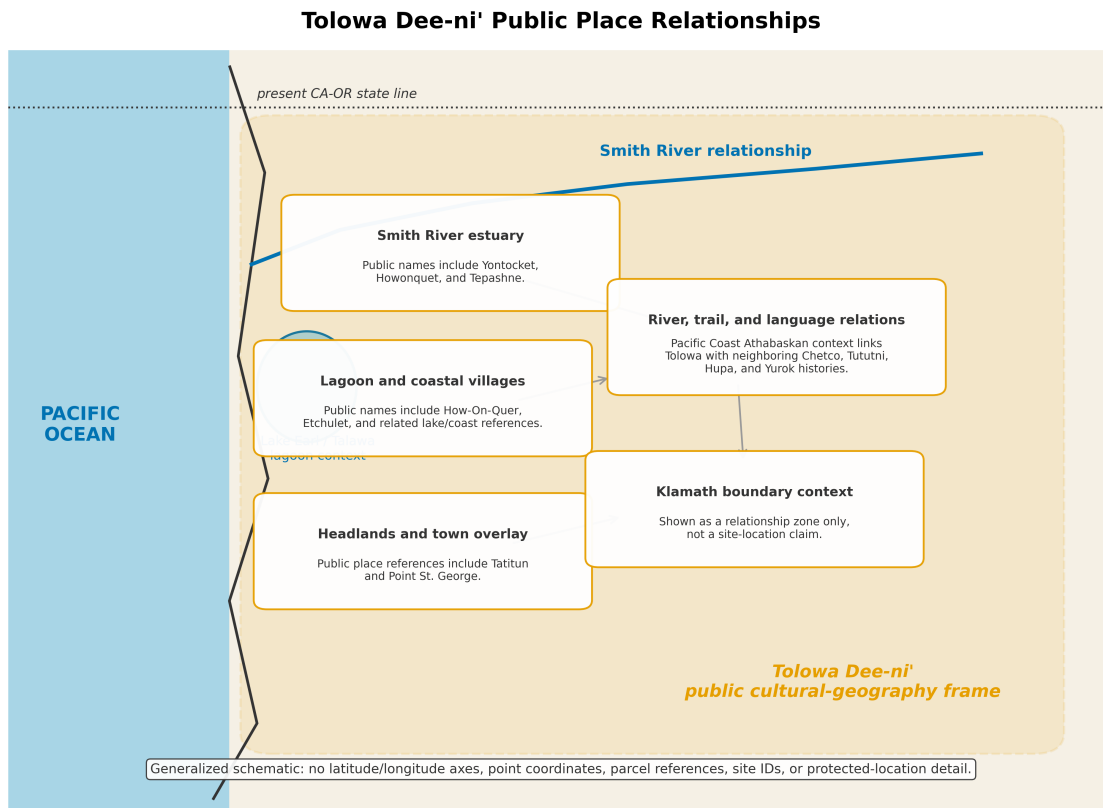 Tolowa Dee-ni' Public Place Relationships
present CA-OR state line
Smith River relationship
Smith River estuary
Public names include Yontocket,
Howonquet, and Tepashne.
River, trail, and language relations
Pacific Coast Athabaskan context links
Tolowa with neighboring Chetco, Tututni,
Hupa, and Yurok histories.
PACIFIC
OCEAN
Lagoon and coastal villages
Public names include How-On-Quer,
Etchulet, and related lake/coast references.
lagoon context
Klamath boundary context
Shown as a relationship zone only,
not a site-location claim.
Headlands and town overlay
Public place references include Tatitun
and Point St. George.
Tolowa Dee-ni'
public cultural-geography frame
Generalized schematic: no latitude/longitude axes, point coordinates, parcel references, site IDs, or protected-location detail.